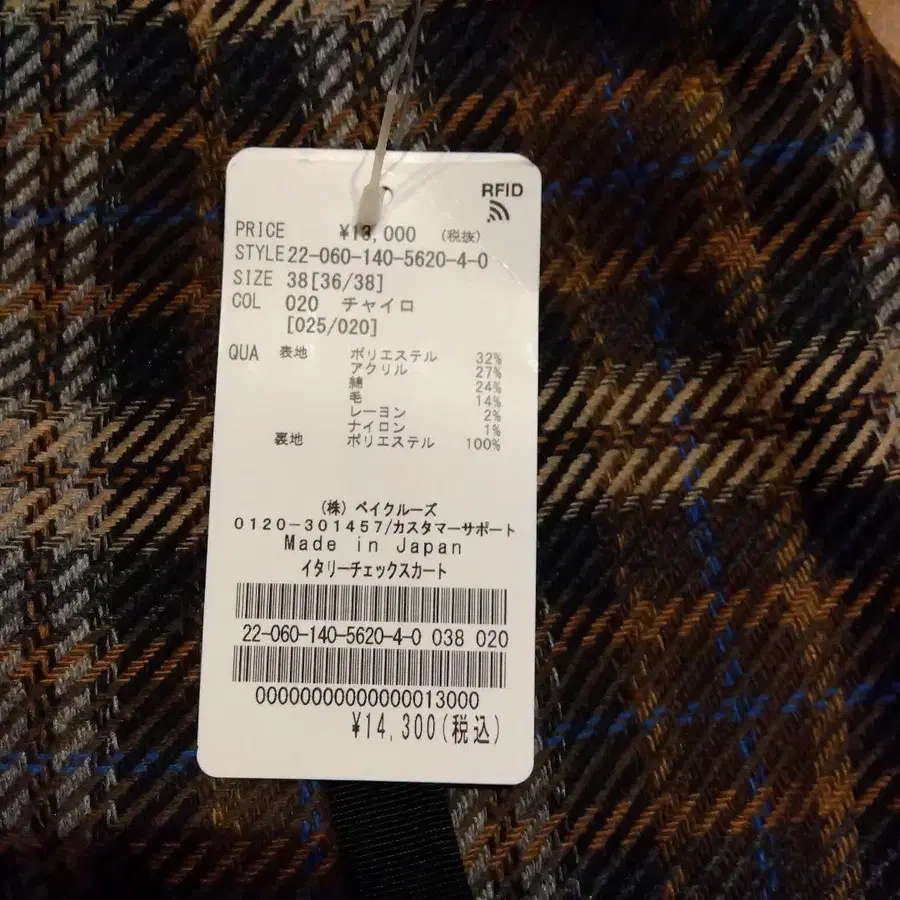 RFID
PRICE ¥13,000 (税抜)
STYLE 22-060-140-5620-4-0
SIZE 38[36/38]
COL 020 チャイロ
[025/020]
QUA 表地 ポリエステル 32%
アクリル 27%
綿 24%
毛 14%
レーヨン 2%
ナイロン 1%
裏地 ポリエステル 100%
(株) ベイクルーズ
0120-301457/カスタマーサポート
Made in Japan
イタリーチェックスカート
22-060-140-5620-4-0 038 020
00000000000000013000
¥14,300(税込)